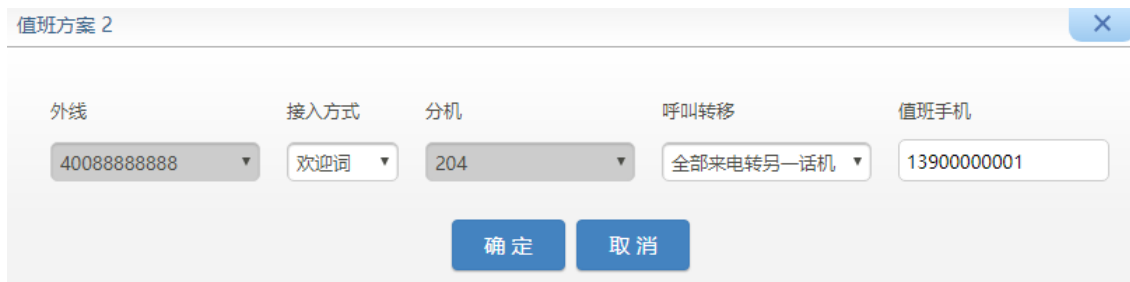 值班方案 2
外线 接入方式 分机 呼叫转移 值班手机
40088888888 欢迎词 204 全部来电转另一话机 13900000001
确定 取消